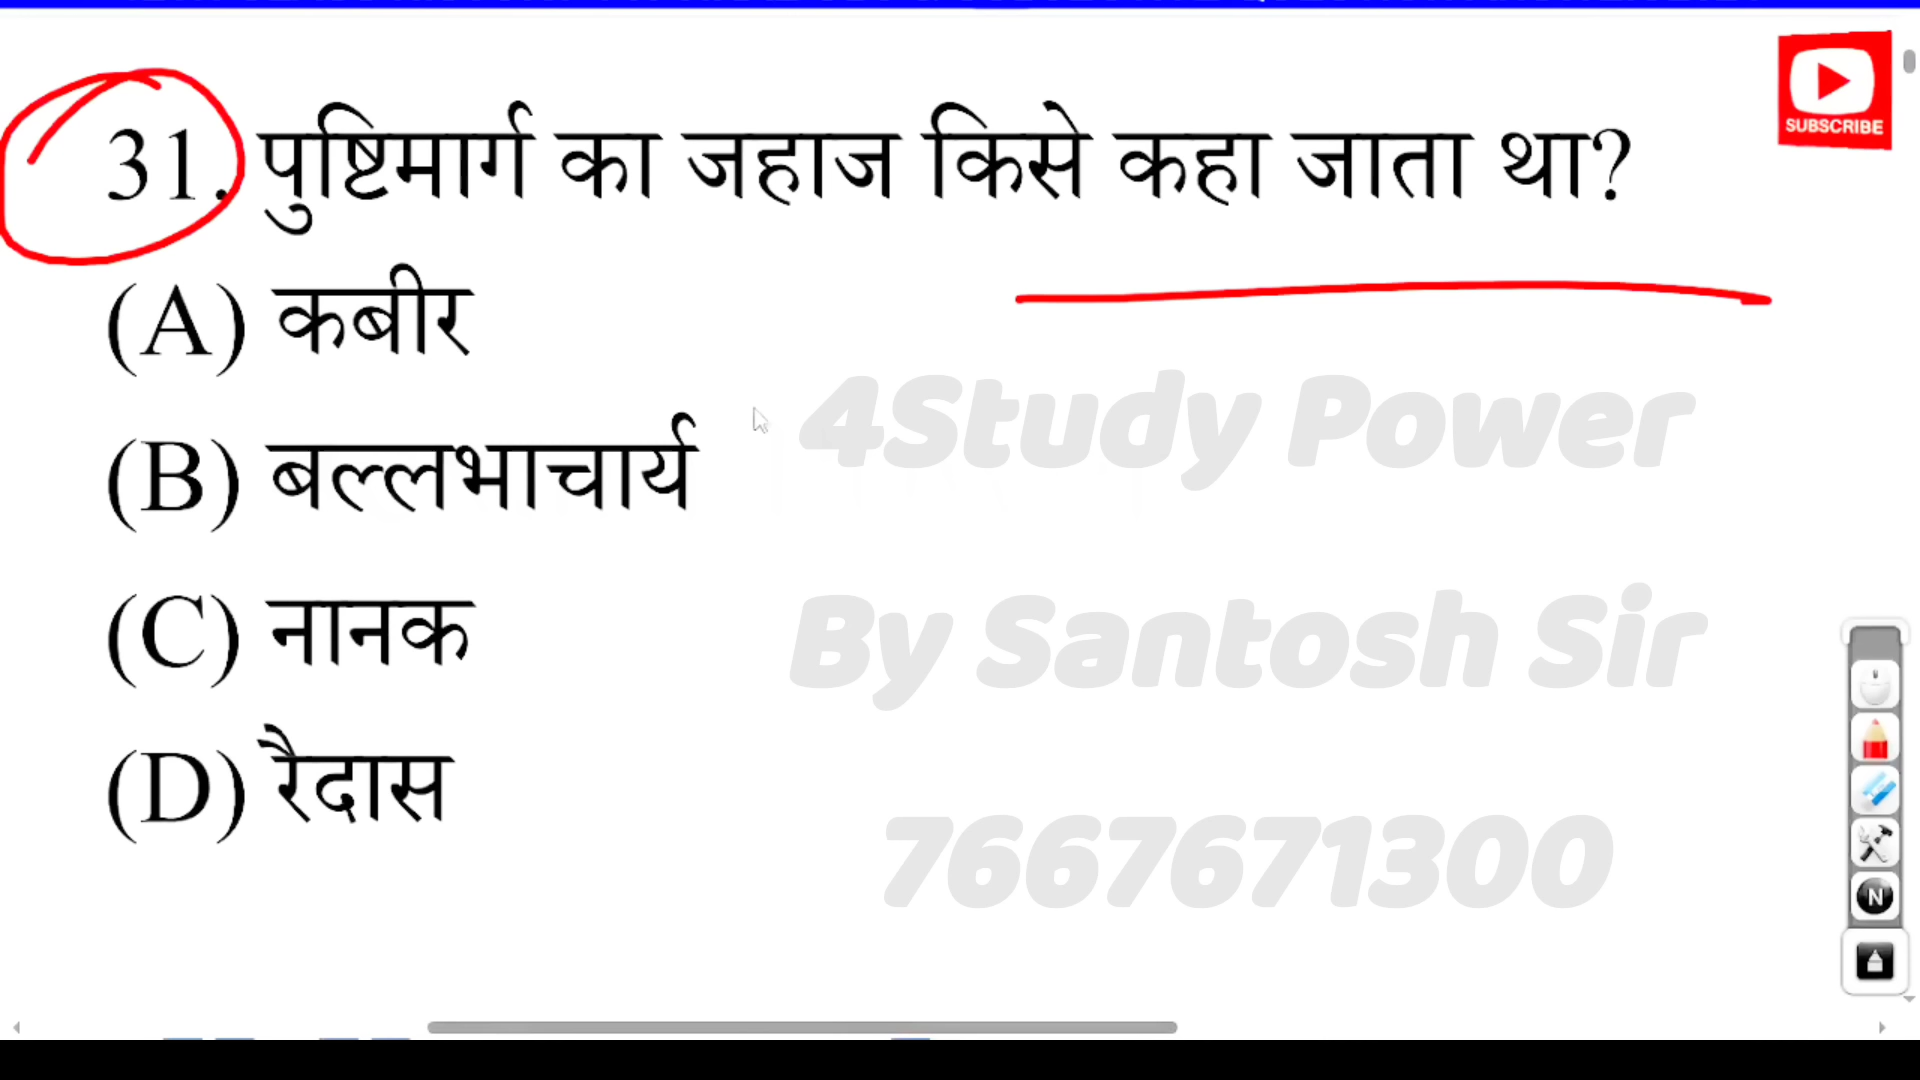 SUBSCRIBE
31. पुष्टिमार्ग का जहाज किसे कहा जाता था?
(A) कबीर
(B) बल्लभाचार्य
(C) नानक
(D) रैदास
4Study Power
By Santosh Sir
7667671300
N